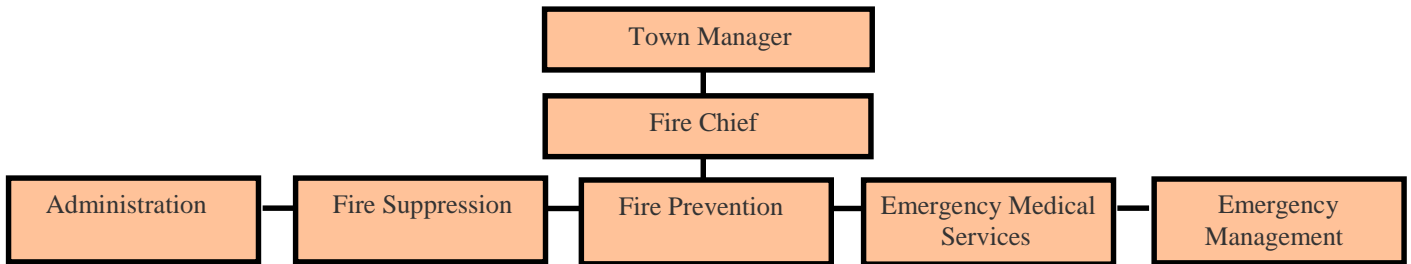 Town Manager
Fire Chief
Administration
Fire Suppression
Fire Prevention
Emergency Medical
Services
Emergency
Management